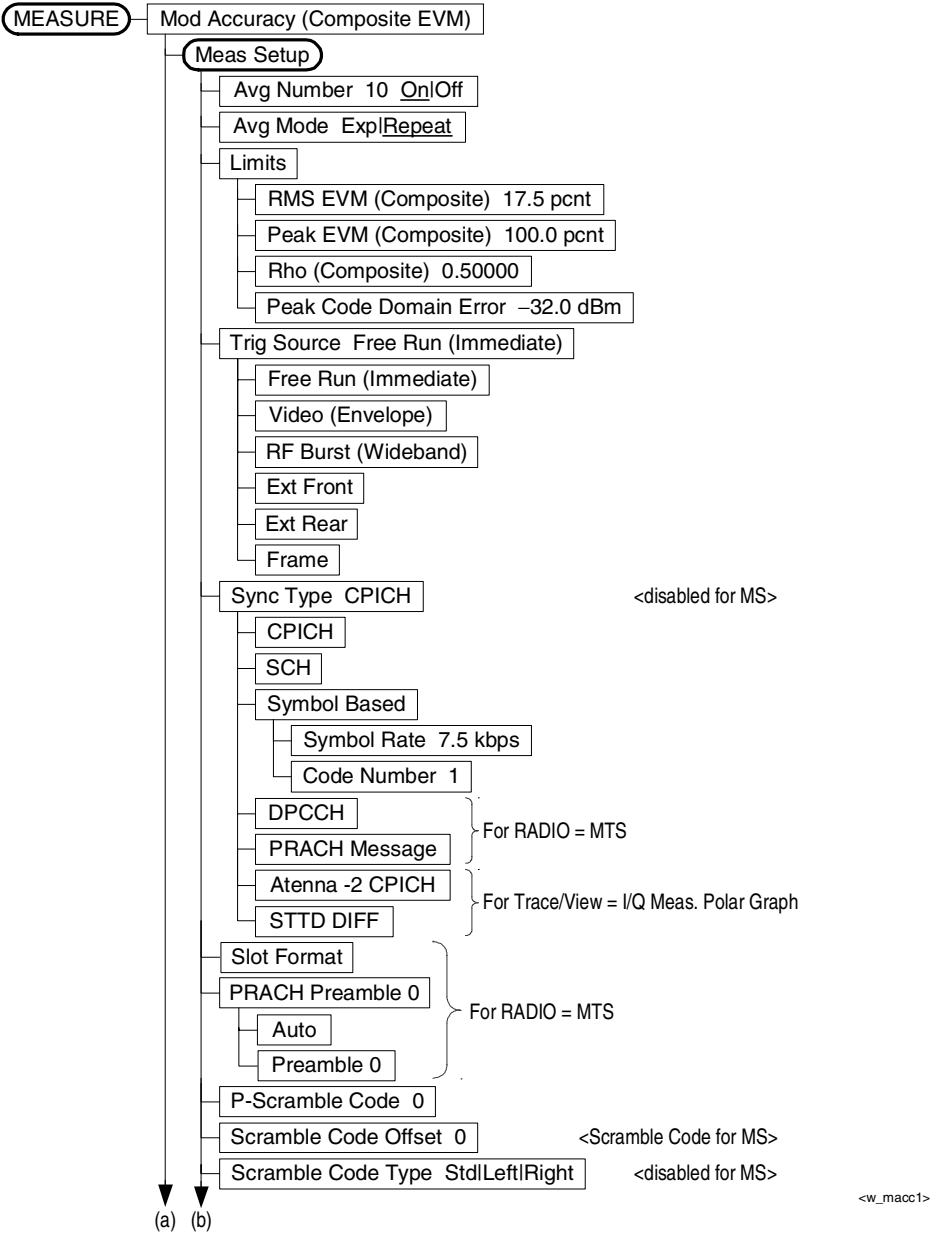 MEASURE Mod Accuracy (Composite EVM)
Meas Setup
Avg Number 10 On|Off
Avg Mode Exp|Repeat
Limits
RMS EVM (Composite) 17.5 pcnt
Peak EVM (Composite) 100.0 pcnt
Rho (Composite) 0.50000
Peak Code Domain Error −32.0 dBm
Trig Source Free Run (Immediate)
Free Run (Immediate)
Video (Envelope)
RF Burst (Wideband)
Ext Front
Ext Rear
Frame
Sync Type CPICH <disabled for MS>
CPICH
SCH
Symbol Based
Symbol Rate 7.5 kbps
Code Number 1
DPCCH
For RADIO = MTS
PRACH Message
Atenna -2 CPICH
For Trace/View = I/Q Meas. Polar Graph
STTD DIFF
Slot Format
PRACH Preamble 0
For RADIO = MTS
Auto
Preamble 0
P-Scramble Code 0
Scramble Code Offset 0 <Scramble Code for MS>
Scramble Code Type Std|Left|Right <disabled for MS>
<w_macc1>
(a) (b)